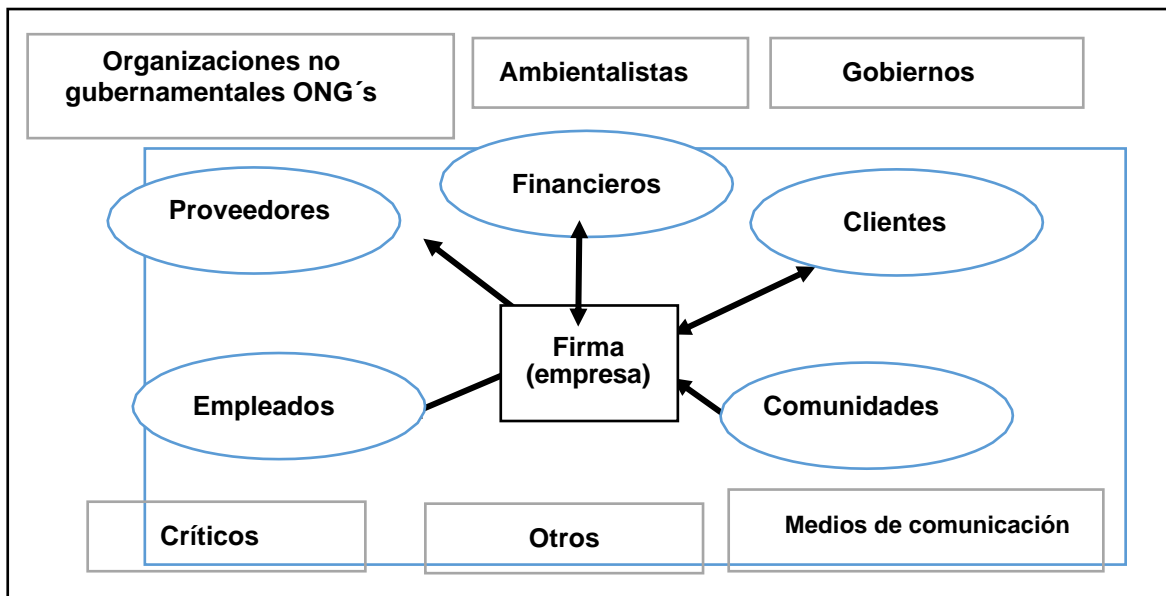 Organizaciones no
gubernamentales ONG´s
Ambientalistas
Gobiernos
Proveedores
Financieros
Clientes
Firma
(empresa)
Empleados
Comunidades
Críticos
Otros
Medios de comunicación